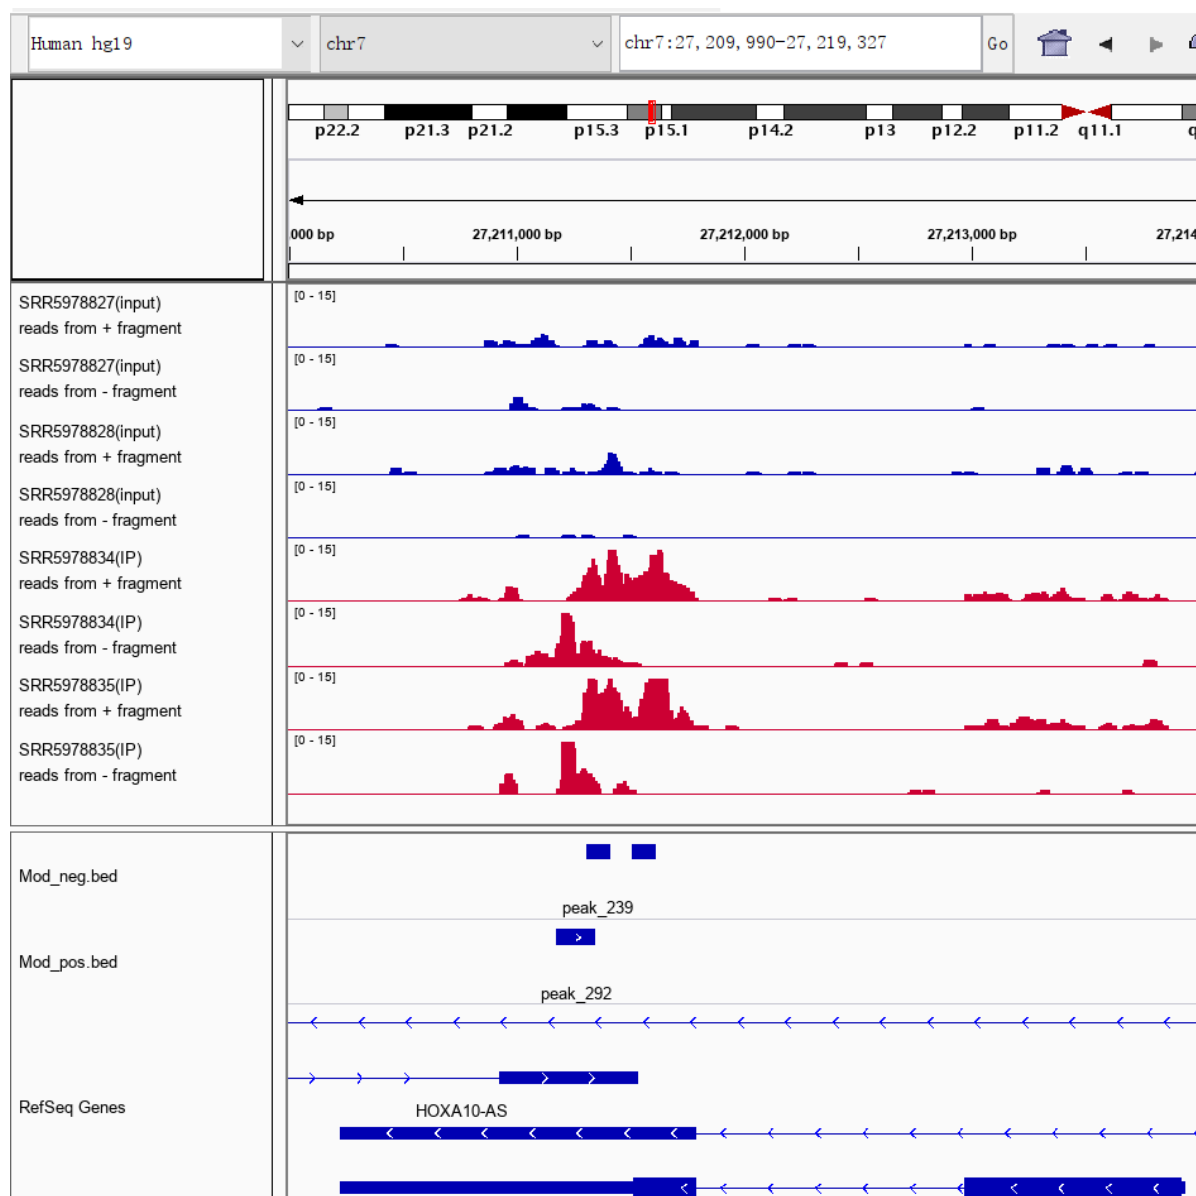 Human hg19 chr7 chr7:27,209,990-27,219,327 Go
p22.2 p21.3 p21.2 p15.3 p15.1 p14.2 p13 p12.2 p11.2 q11.1 q
000 bp 27,211,000 bp 27,212,000 bp 27,213,000 bp 27,214
SRR5978827(input) [0 - 15]
reads from + fragment
SRR5978827(input) [0 - 15]
reads from - fragment
SRR5978828(input) [0 - 15]
reads from + fragment
SRR5978828(input) [0 - 15]
reads from - fragment
SRR5978834(IP) [0 - 15]
reads from + fragment
SRR5978834(IP) [0 - 15]
reads from - fragment
SRR5978835(IP) [0 - 15]
reads from + fragment
SRR5978835(IP) [0 - 15]
reads from - fragment
Mod_neg.bed
peak_239
Mod_pos.bed
peak_292
RefSeq Genes
HOXA10-AS